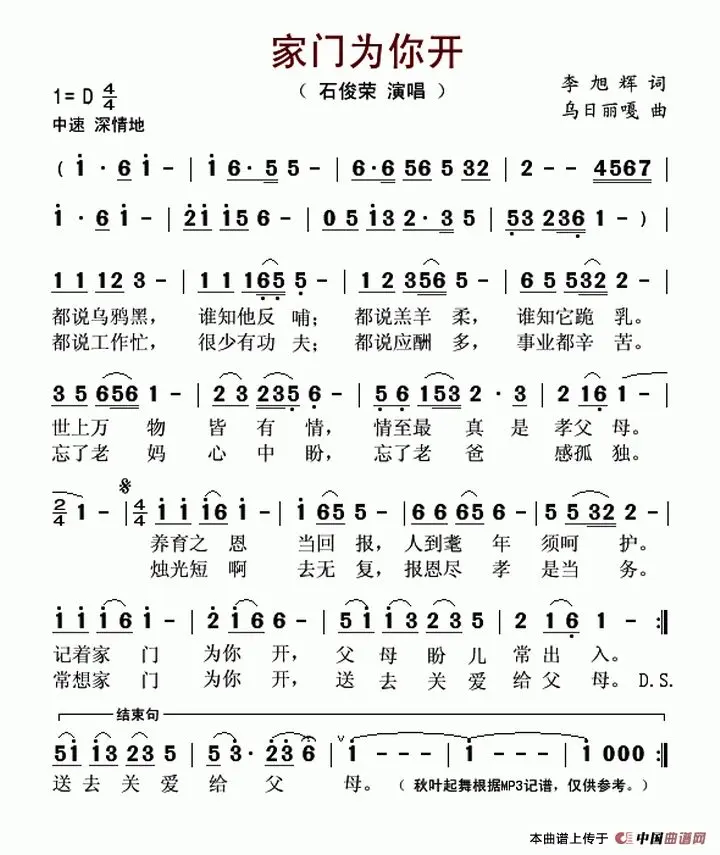 家门为你开
（ 石俊荣 演唱 ）
1= D 4/4
李旭辉 词
中速 深情地
乌日丽嘎 曲
( i · 6 i - | i 6 · 5 5 - | 6 · 6 56 5 32 | 2 - - 4567 |
i · 6 i - | 2i i5 6 - | 0 5 i3 2 · 3 5 | 53 236 1 - ) |
1 1 12 3 - | 1 1 165 5 - | 1 2 356 5 - | 6 5 532 2 - |
都说乌鸦黑， 谁知他反 哺； 都说羔羊 柔， 谁知它跪 乳。
都说工作忙， 很少有功 夫； 都说应酬 多， 事业都辛 苦。
3 5 656 1 - | 2 3 235 6 - | 5 6 153 2 · 3 | 2 16 1 - |
世上万 物 皆 有 情， 情至最 真 是 孝父 母。
忘了老 妈 心 中 盼， 忘了老 爸 感孤 独。
2/4 1 - | 4/4 i i i6 i - | i 65 5 - | 6 6 65 6 - | 5 5 32 2 - |
养育之 恩 当回 报， 人到耄 年 须呵 护。
烛光短 啊 去无 复， 报恩尽 孝 是当 务。
i i i6 i - | 2 i6 6 - | 5i i3 23 5 | 2 16 1 - :||
记着家 门 为你 开， 父 母 盼 儿 常 出 入。
常想家 门 为你 开， 送 去 关 爱 给 父 母。 D.S.
结束句
5i i3 23 5 | 5 3 · 2 3 6 | i - - - | i - - - | i 000 ||
送 去 关 爱 给 父 母。（ 秋叶起舞根据MP3记谱，仅供参考。）
本曲谱上传于 中国曲谱网